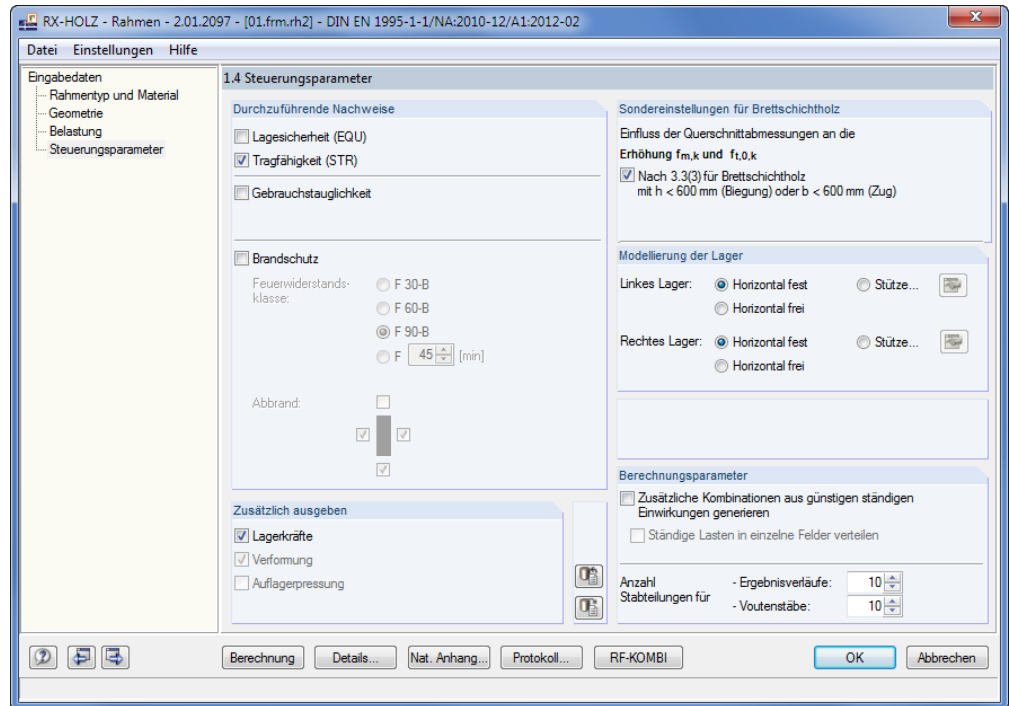 RX-HOLZ - Rahmen - 2.01.2097 - [01.frm.rh2] - DIN EN 1995-1-1/NA:2010-12/A1:2012-02
Datei Einstellungen Hilfe
Eingabedaten
Rahmentyp und Material
Geometrie
Belastung
Steuerungsparameter
1.4 Steuerungsparameter
Durchzuführende Nachweise
Lagesicherheit (EQU)
Tragfähigkeit (STR)
Gebrauchstauglichkeit
Brandschutz
Feuerwiderstands-
klasse:
F 30-B
F 60-B
F 90-B
F 45 [min]
Abbrand:
Zusätzlich ausgeben
Lagerkräfte
Verformung
Auflagerpressung
Sondereinstellungen für Brettschichtholz
Einfluss der Querschnittabmessungen an die
Erhöhung fm,k und ft,0,k
Nach 3.3(3) für Brettschichtholz
mit h < 600 mm (Biegung) oder b < 600 mm (Zug)
Modellierung der Lager
Linkes Lager: Horizontal fest Stütze...
Horizontal frei
Rechtes Lager: Horizontal fest Stütze...
Horizontal frei
Berechnungsparameter
Zusätzliche Kombinationen aus günstigen ständigen
Einwirkungen generieren
Ständige Lasten in einzelne Felder verteilen
Anzahl - Ergebnisverläufe: 10
Stabteilungen für
- Voutenstäbe: 10
Berechnung Details... Nat. Anhang... Protokoll... RF-KOMBI OK Abbrechen